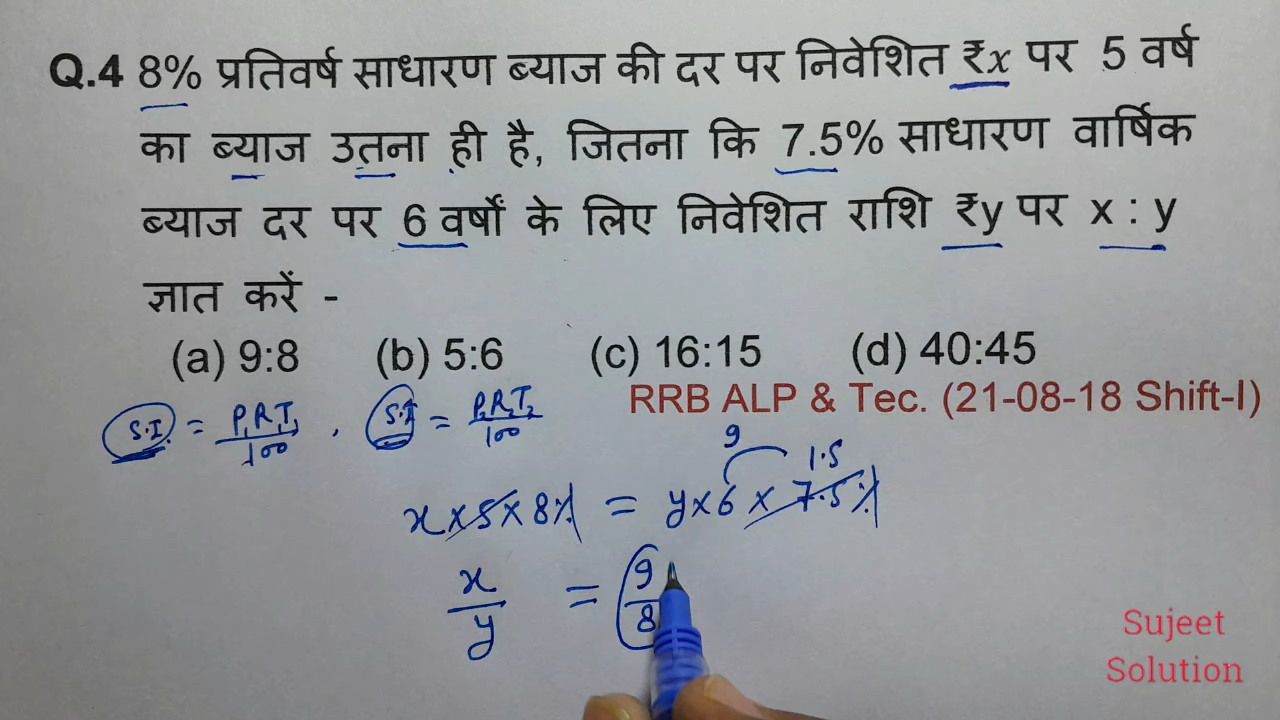 Q.4 8% प्रतिवर्ष साधारण ब्याज की दर पर निवेशित ₹x पर 5 वर्ष
का ब्याज उतना ही है, जितना कि 7.5% साधारण वार्षिक
ब्याज दर पर 6 वर्षों के लिए निवेशित राशि ₹y पर x : y
ज्ञात करें -
(a) 9:8 (b) 5:6 (c) 16:15 (d) 40:45
RRB ALP & Tec. (21-08-18 Shift-I)
S.I. = P₁R₁T₁/100 , S.I = P₂R₂T₂/100
9 1.5
x × 5 × 8% = y × 6 × 7.5%
x/y = 9/8
Sujeet
Solution